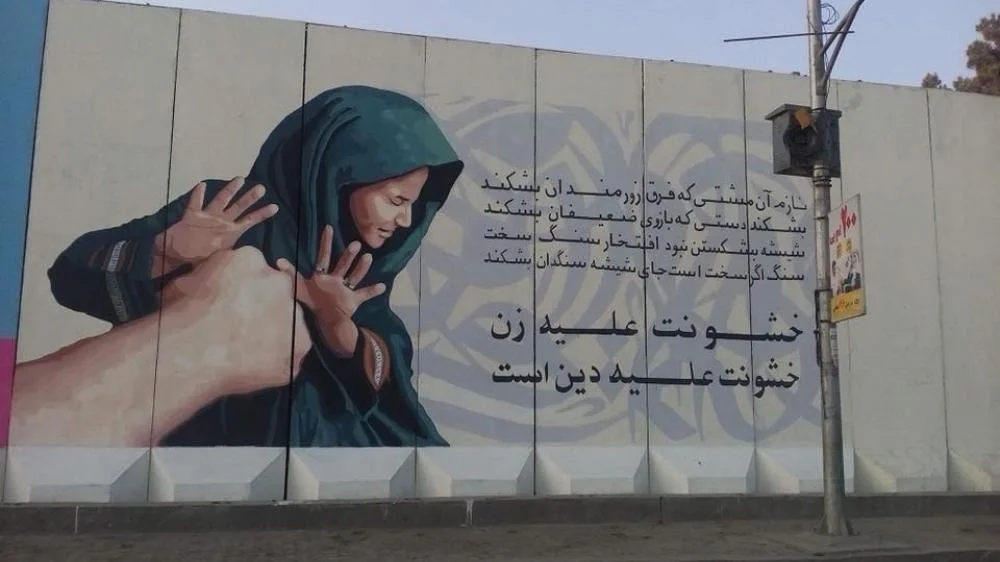 نازم آن مشتی که فرق زورمندان بشکند
بشکند دستی که بازوی ضعیفان بشکند
شیشه بشکستن نبود افتخار سنگ سخت
سنگ اگر سخت است جای شیشه سندان بشکند
خشونت علیه زن
خشونت علیه دین است